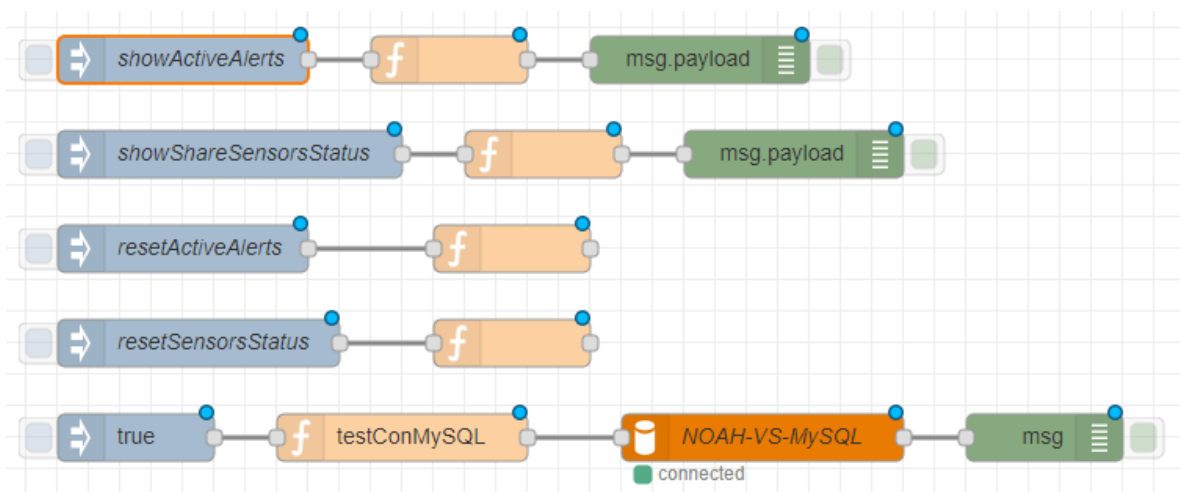 showActiveAlerts
msg.payload
showShareSensorsStatus
msg.payload
resetActiveAlerts
resetSensorsStatus
true
testConMySQL
NOAH-VS-MySQL
msg
connected